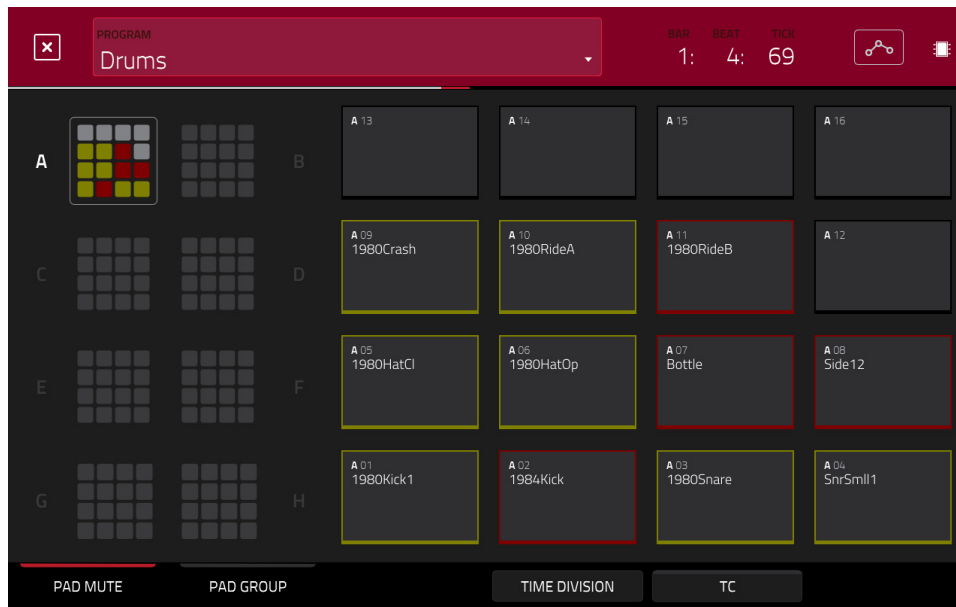 PROGRAM
Drums
BAR BEAT TICK
1: 4: 69
A B
C D
E F
G H
A 13 A 14 A 15 A 16
A 09 A 10 A 11 A 12
1980Crash 1980RideA 1980RideB
A 05 A 06 A 07 A 08
1980HatCl 1980HatOp Bottle Side12
A 01 A 02 A 03 A 04
1980Kick1 1984Kick 1980Snare SnrSmll1
PAD MUTE PAD GROUP TIME DIVISION TC